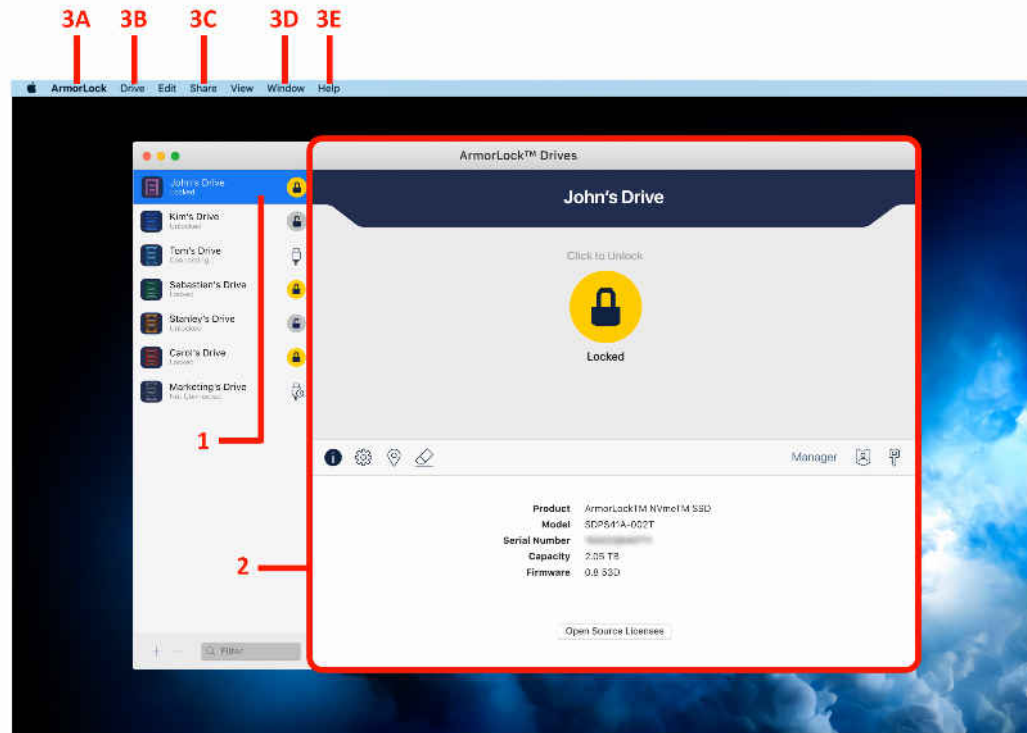 3A 3B 3C 3D 3E
ArmorLock Drive Edit Share View Window Help
ArmorLock™ Drives
John's Drive
Locked
Kim's Drive
Unlocked
Tom's Drive
Connecting
Sebastian's Drive
Locked
Stanley's Drive
Unlocked
Carol's Drive
Locked
Marketing's Drive
Not Connected
1
2
Filter
John's Drive
Click to Unlock
Locked
Manager
Product ArmorLockTM NVmeTM SSD
Model SDPS41A-002T
Serial Number
Capacity 2.05 TB
Firmware
Open Source Licenses